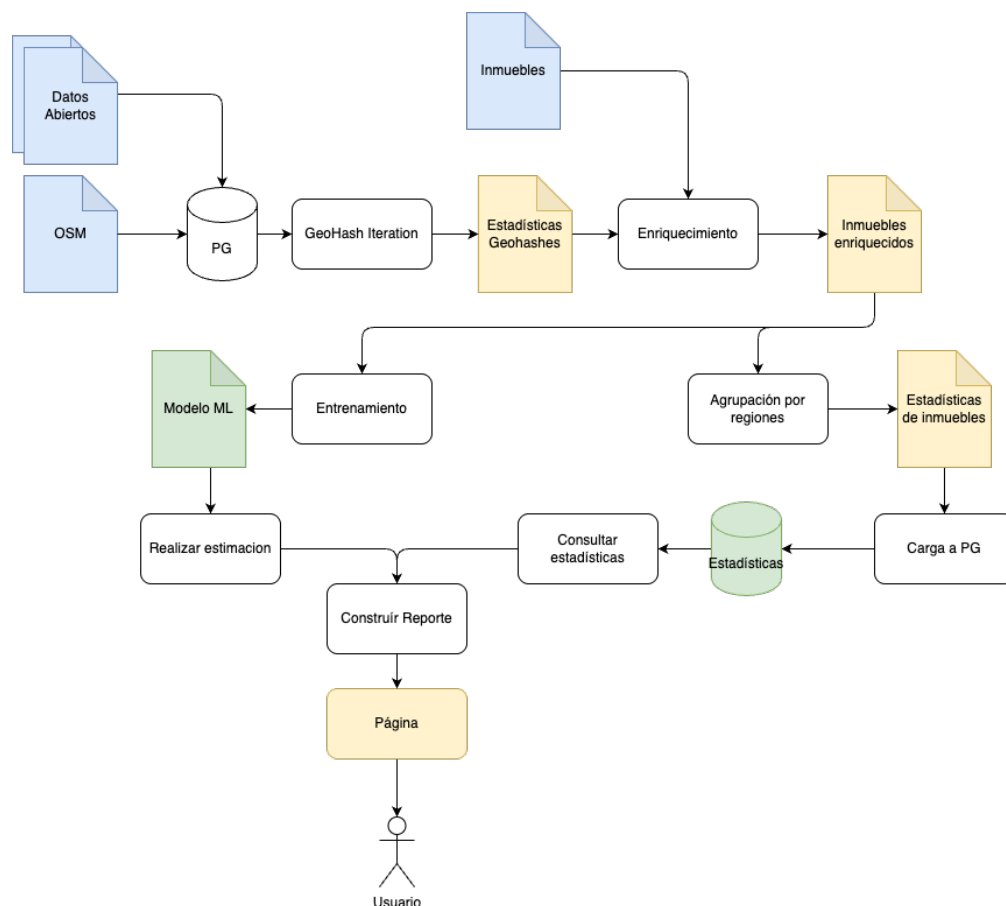 Datos
Abiertos
Inmuebles
OSM
PG
GeoHash Iteration
Estadísticas
Geohashes
Enriquecimiento
Inmuebles
enriquecidos
Modelo ML
Entrenamiento
Agrupación por
regiones
Estadísticas
de inmuebles
Realizar estimacion
Consultar
estadísticas
Estadísticas
Carga a PG
Construír Reporte
Página
Usuario